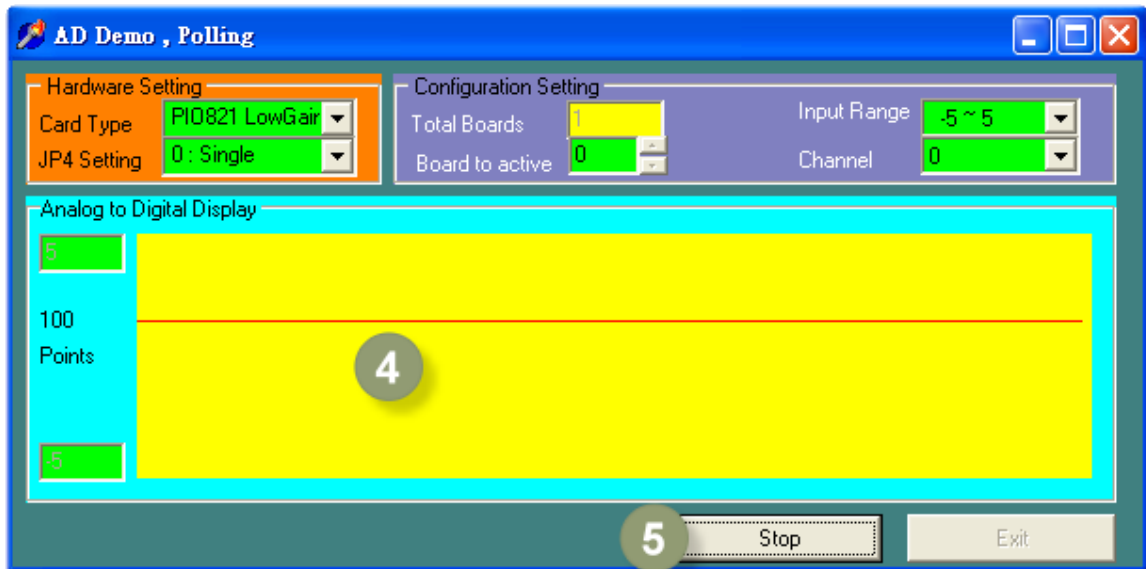 AD Demo , Polling
Hardware Setting
Card Type PIO821 LowGain
JP4 Setting 0 : Single
Configuration Setting
Total Boards 1
Board to active 0
Input Range -5 ~ 5
Channel 0
Analog to Digital Display
5
100
Points
-5
4
5
Stop
Exit